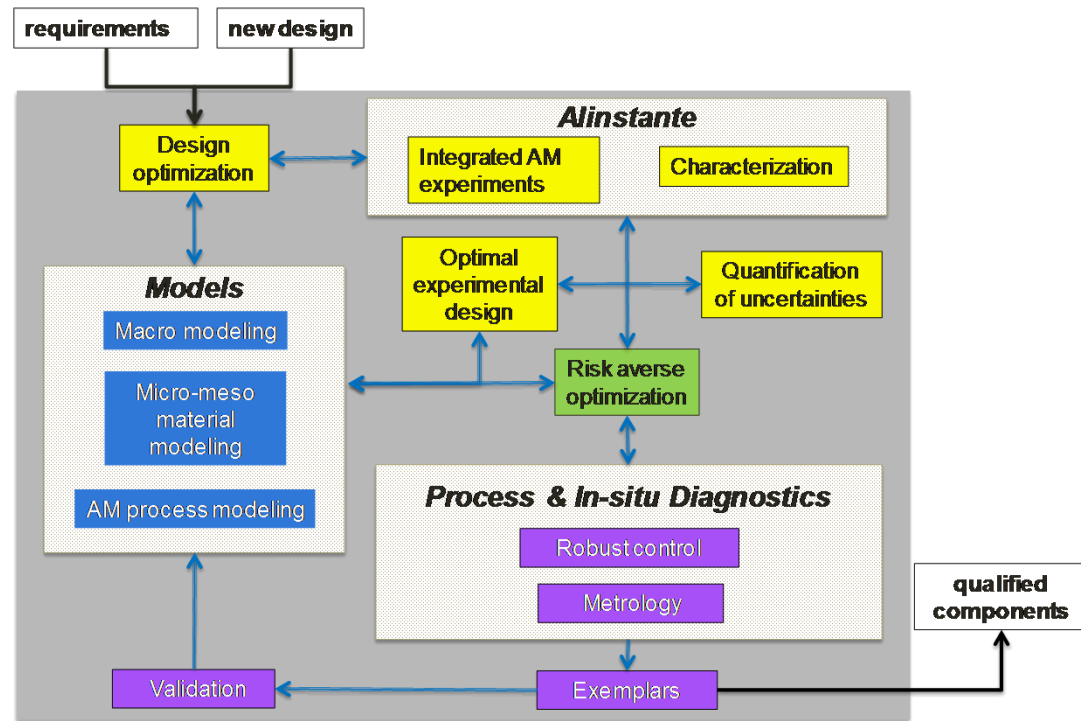 requirements
new design
Design
optimization
Alinstante
Integrated AM
experiments
Characterization
Optimal
experimental
design
Quantification
of uncertainties
Models
Macro modeling
Micro-meso
material
modeling
AM process modeling
Risk averse
optimization
Process & In-situ Diagnostics
Robust control
Metrology
qualified
components
Validation
Exemplars